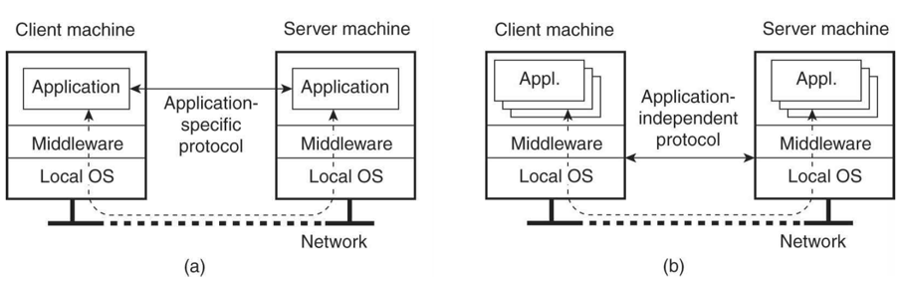 Client machine
Server machine
Application
Application
Application-
specific
protocol
Middleware
Middleware
Local OS
Local OS
Network
(a)
Client machine
Server machine
Appl.
Appl.
Application-
independent
protocol
Middleware
Middleware
Local OS
Local OS
Network
(b)